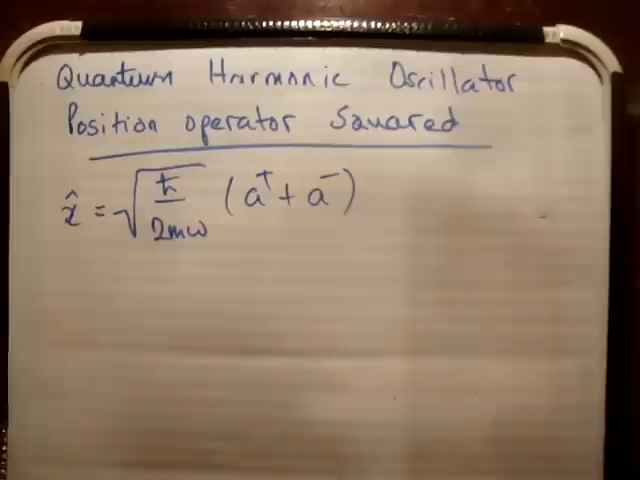 Quantum Harmonic Oscillator
Position operator Squared
x̂ = √(ħ/2mω) (a⁺ + a⁻)